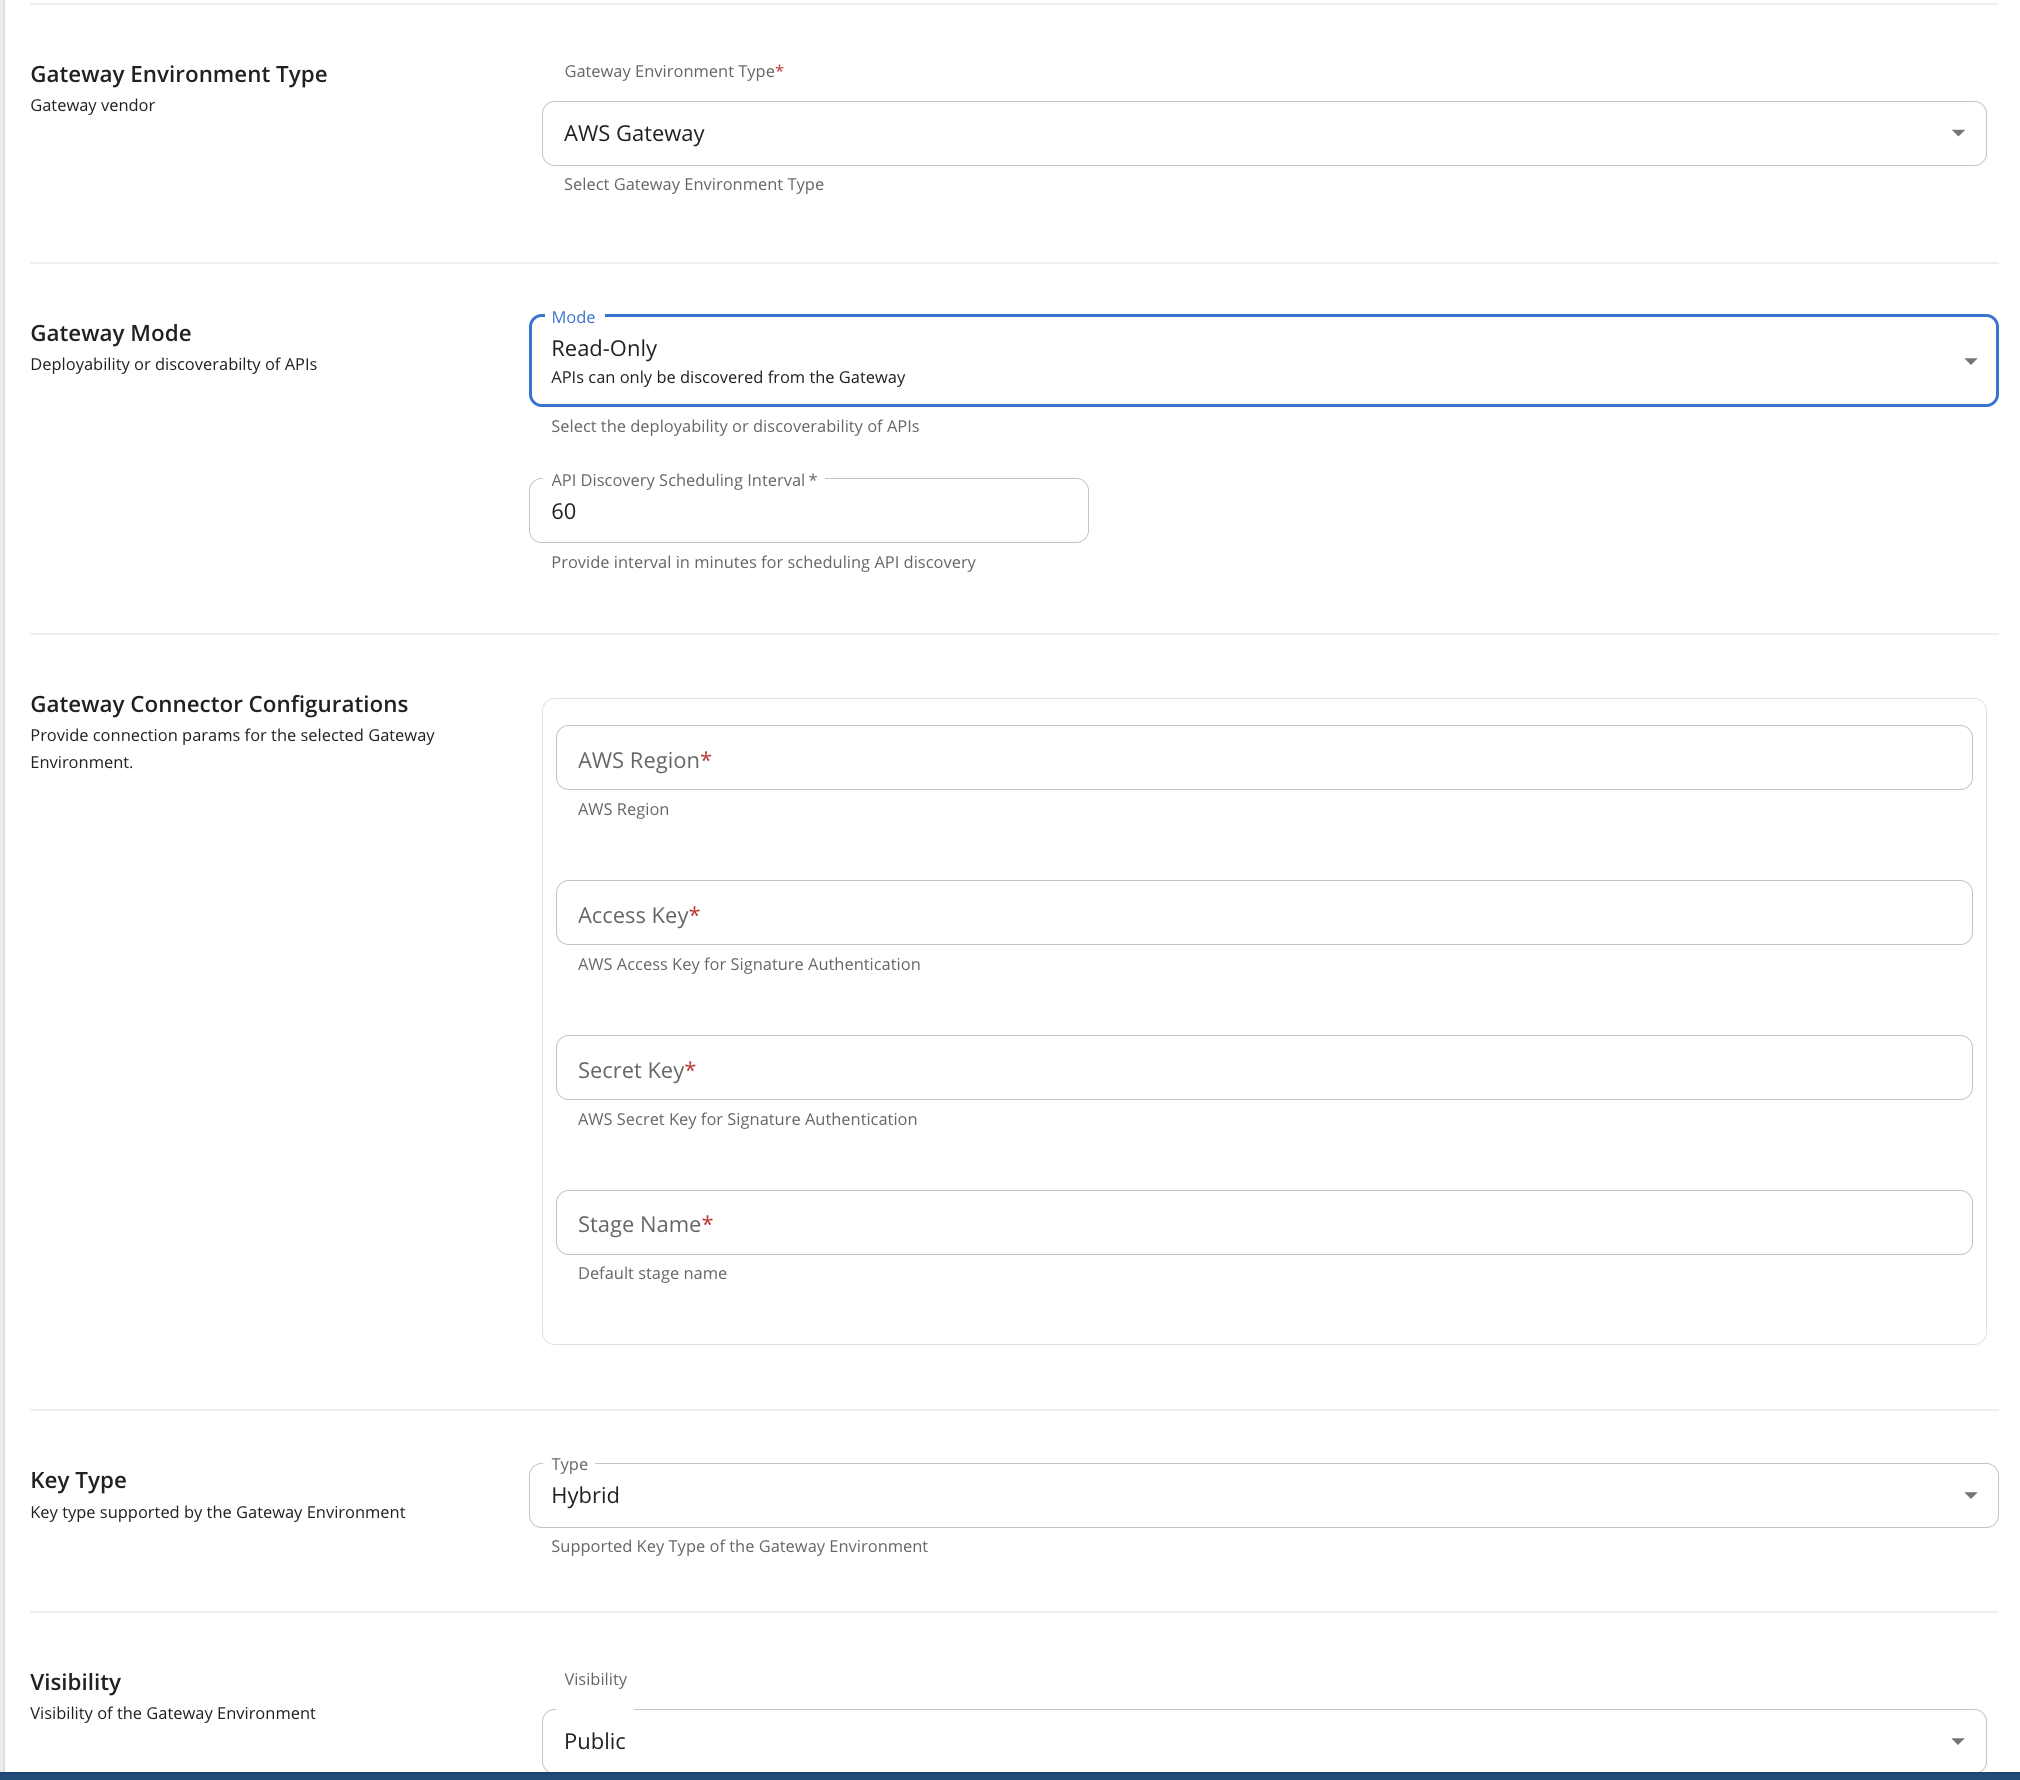 Gateway Environment Type
Gateway vendor
Gateway Environment Type*
AWS Gateway
Select Gateway Environment Type
Gateway Mode
Deployability or discoverabilty of APIs
Mode
Read-Only
APIs can only be discovered from the Gateway
Select the deployability or discoverability of APIs
API Discovery Scheduling Interval *
60
Provide interval in minutes for scheduling API discovery
Gateway Connector Configurations
Provide connection params for the selected Gateway
Environment.
AWS Region*
AWS Region
Access Key*
AWS Access Key for Signature Authentication
Secret Key*
AWS Secret Key for Signature Authentication
Stage Name*
Default stage name
Key Type
Key type supported by the Gateway Environment
Type
Hybrid
Supported Key Type of the Gateway Environment
Visibility
Visibility of the Gateway Environment
Visibility
Public